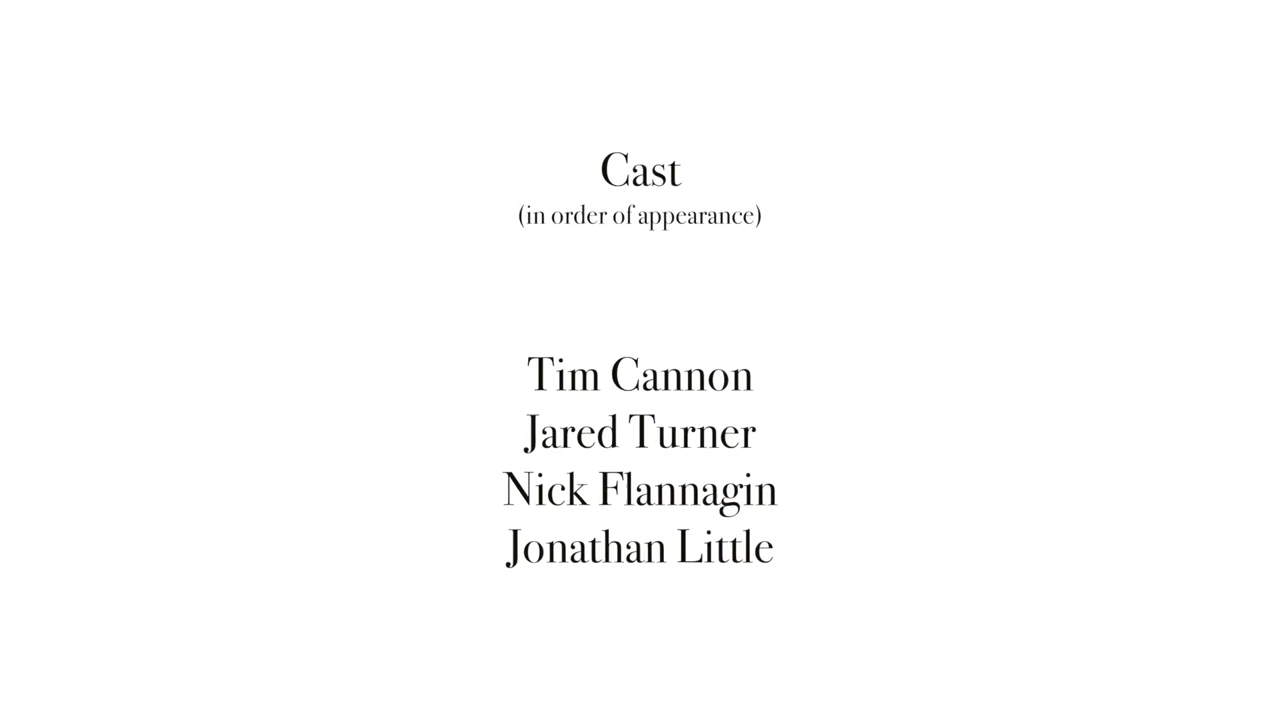 Cast
(in order of appearance)
Tim Cannon
Jared Turner
Nick Flannagin
Jonathan Little